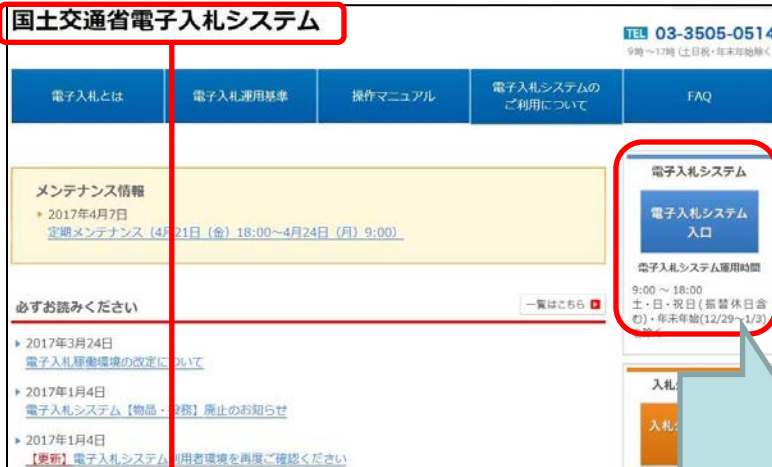 国土交通省電子入札システム
TEL 03-3505-0514
9時～17時(土日祝・年末年始除く
電子入札とは
電子入札運用基準
操作マニュアル
電子入札システムの
ご利用について
FAQ
メンテナンス情報
2017年4月7日
定期メンテナンス（4月21日（金）18:00～4月24日（月）9:00）
必ずお読みください
一覧はこちら
2017年3月24日
電子入札稼働環境の改定について
2017年1月4日
電子入札システム【物品・役務】廃止のお知らせ
2017年1月4日
【更新】電子入札システム利用者環境を再度ご確認ください
電子入札システム
電子入札システム
入口
電子入札システム運用時間
9:00 ～ 18:00
土・日・祝日(振替休日含
む)・年末年始(12/29～1/3)
入札
入札